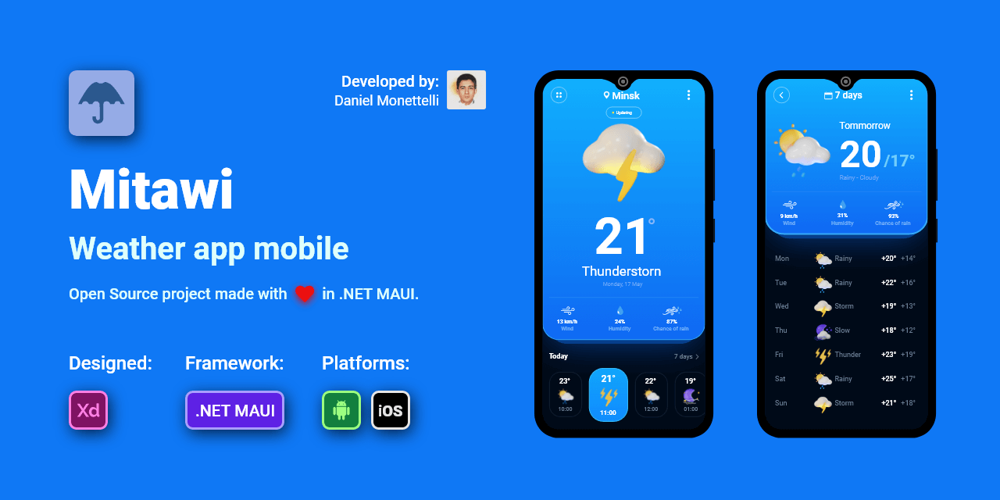 Developed by:
Daniel Monettelli
Mitawi
Weather app mobile
Open Source project made with in .NET MAUI.
Designed: Framework: Platforms:
Xd .NET MAUI iOS
Minsk
Updating
21°
Thunderstorn
Monday, 17 May
13 km/h 24% 87%
Wind Humidity Chance of rain
Today 7 days
23° 21° 22° 19°
10:00 11:00 12:00 01:00
7 days
Tommorrow
20/17°
Rainy - Cloudy
9 km/h 31% 93%
Wind Humidity Chance of rain
Mon Rainy +20° +14°
Tue Rainy +22° +16°
Wed Storm +19° +13°
Thu Slow +18° +12°
Fri Thunder +23° +19°
Sat Rainy +25° +17°
Sun Storm +21° +18°